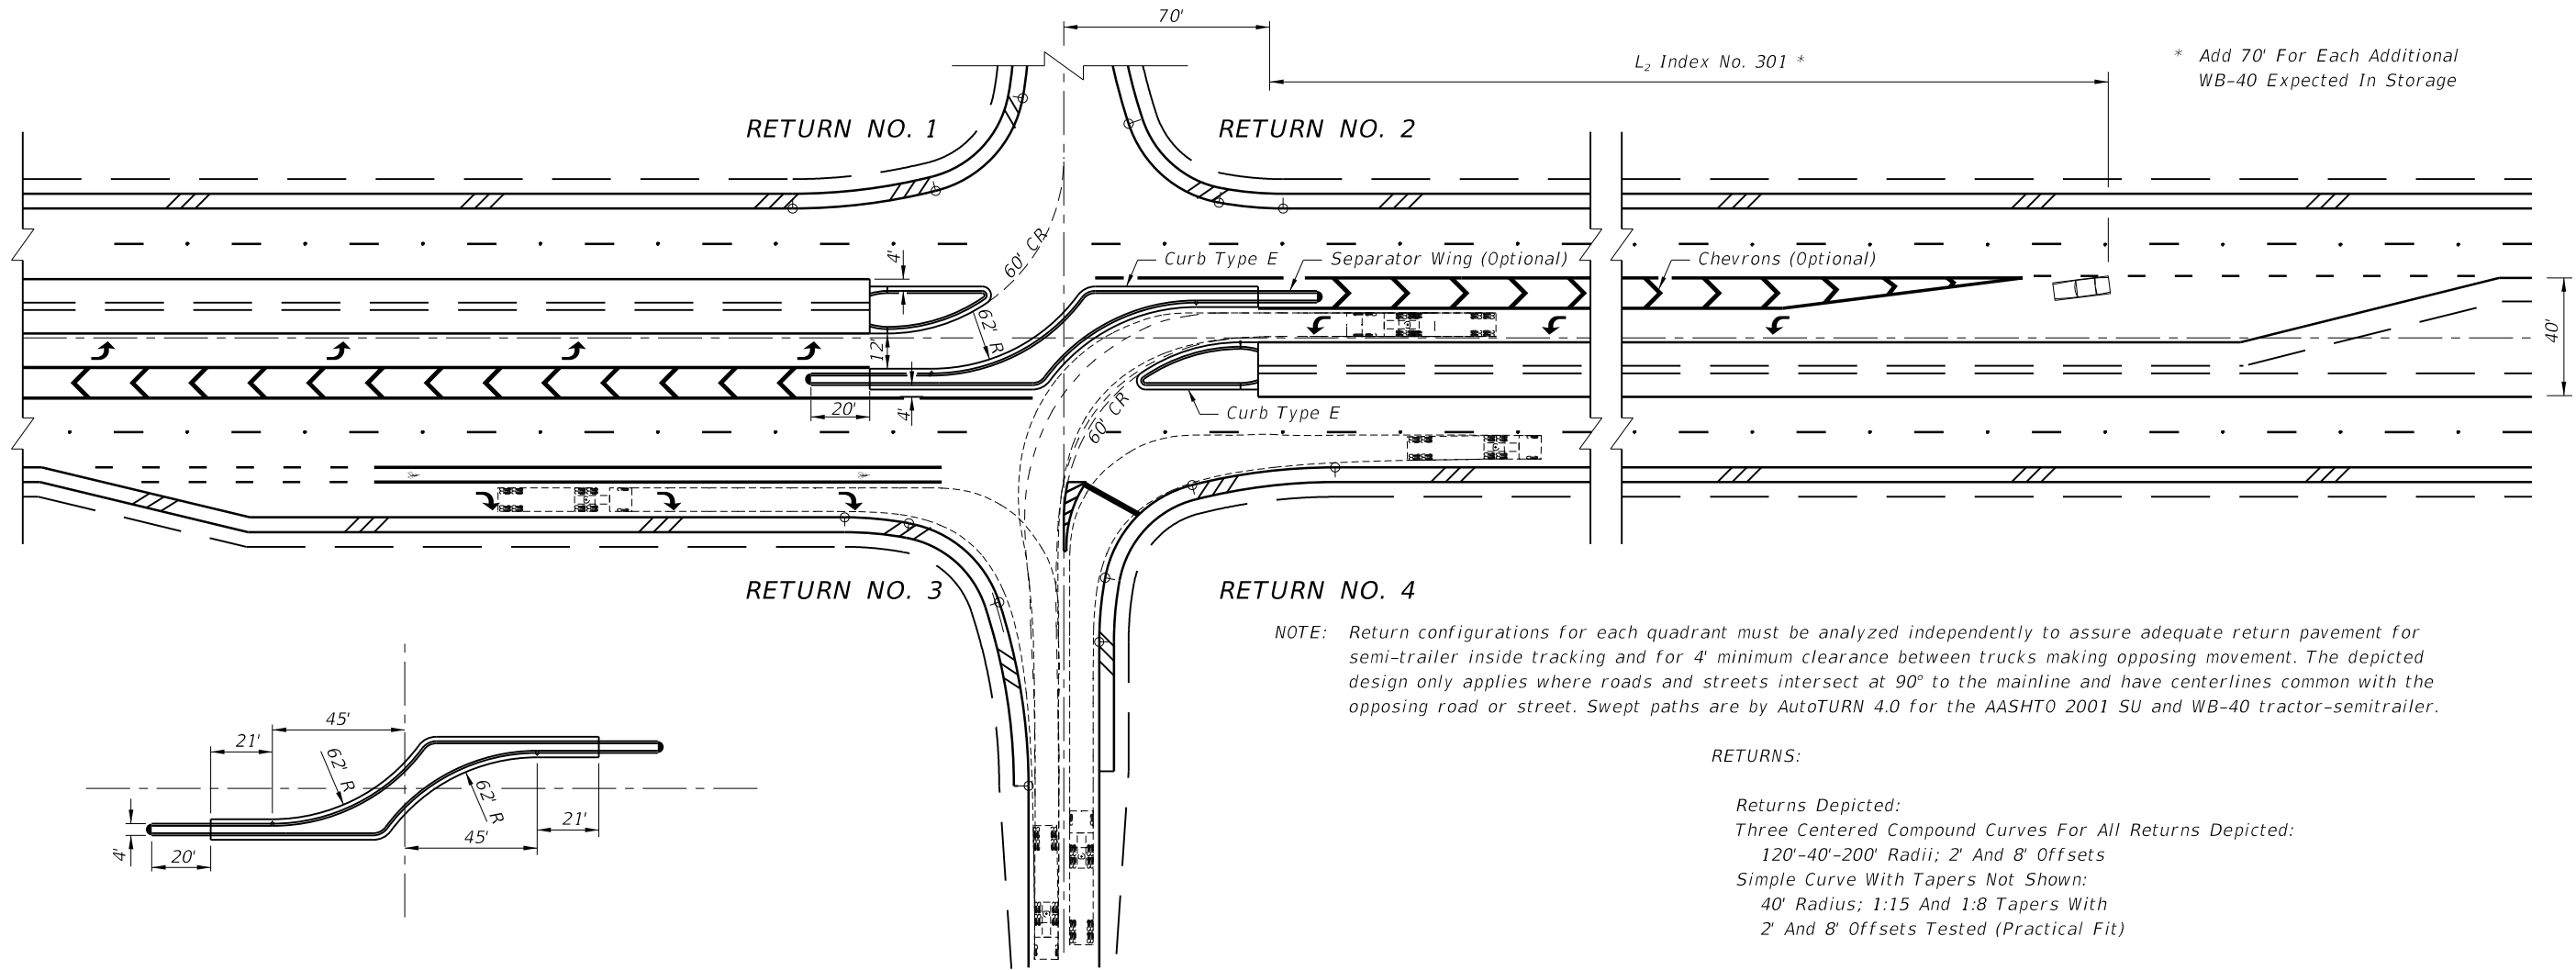 70'
L₂ Index No. 301 *
* Add 70' For Each Additional
WB-40 Expected In Storage
RETURN NO. 1
RETURN NO. 2
60' CR
4'
Curb Type E
Separator Wing (Optional)
Chevrons (Optional)
62' R
12'
40'
20'
4'
60' CR
Curb Type E
RETURN NO. 3
RETURN NO. 4
NOTE: Return configurations for each quadrant must be analyzed independently to assure adequate return pavement for
semi-trailer inside tracking and for 4' minimum clearance between trucks making opposing movement. The depicted
design only applies where roads and streets intersect at 90° to the mainline and have centerlines common with the
opposing road or street. Swept paths are by AutoTURN 4.0 for the AASHTO 2001 SU and WB-40 tractor-semitrailer.
45'
21'
62' R
62' R
21'
45'
4'
20'
RETURNS:
Returns Depicted:
Three Centered Compound Curves For All Returns Depicted:
120'-40'-200' Radii; 2' And 8' Offsets
Simple Curve With Tapers Not Shown:
40' Radius; 1:15 And 1:8 Tapers With
2' And 8' Offsets Tested (Practical Fit)